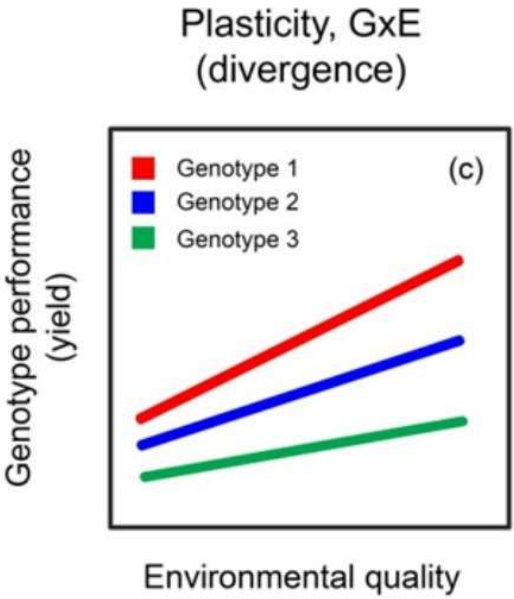 Plasticity, GxE
(divergence)
Genotype 1
(c)
Genotype 2
Genotype 3
Genotype performance
(yield)
Environmental quality